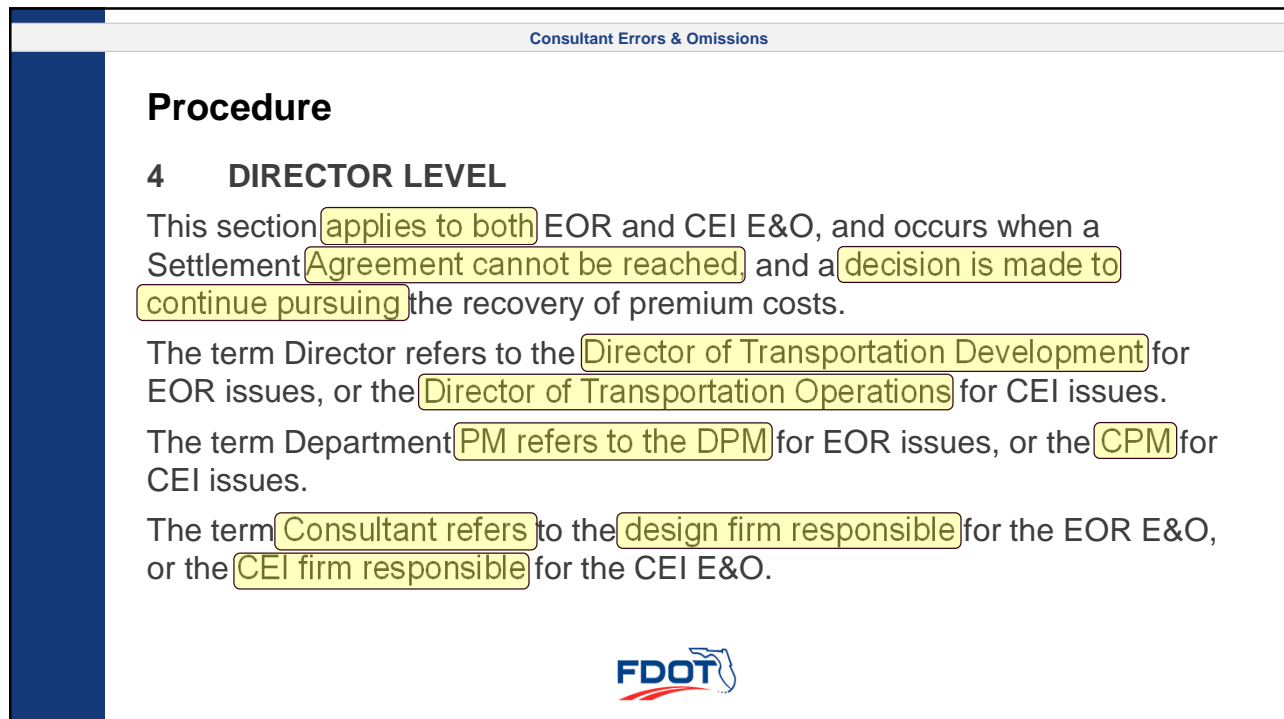 Consultant Errors & Omissions
Procedure
4 DIRECTOR LEVEL
This section applies to both EOR and CEI E&O, and occurs when a
Settlement Agreement cannot be reached, and a decision is made to
continue pursuing the recovery of premium costs.
The term Director refers to the Director of Transportation Development for
EOR issues, or the Director of Transportation Operations for CEI issues.
The term Department PM refers to the DPM for EOR issues, or the CPM for
CEI issues.
The term Consultant refers to the design firm responsible for the EOR E&O,
or the CEI firm responsible for the CEI E&O.
FDOT